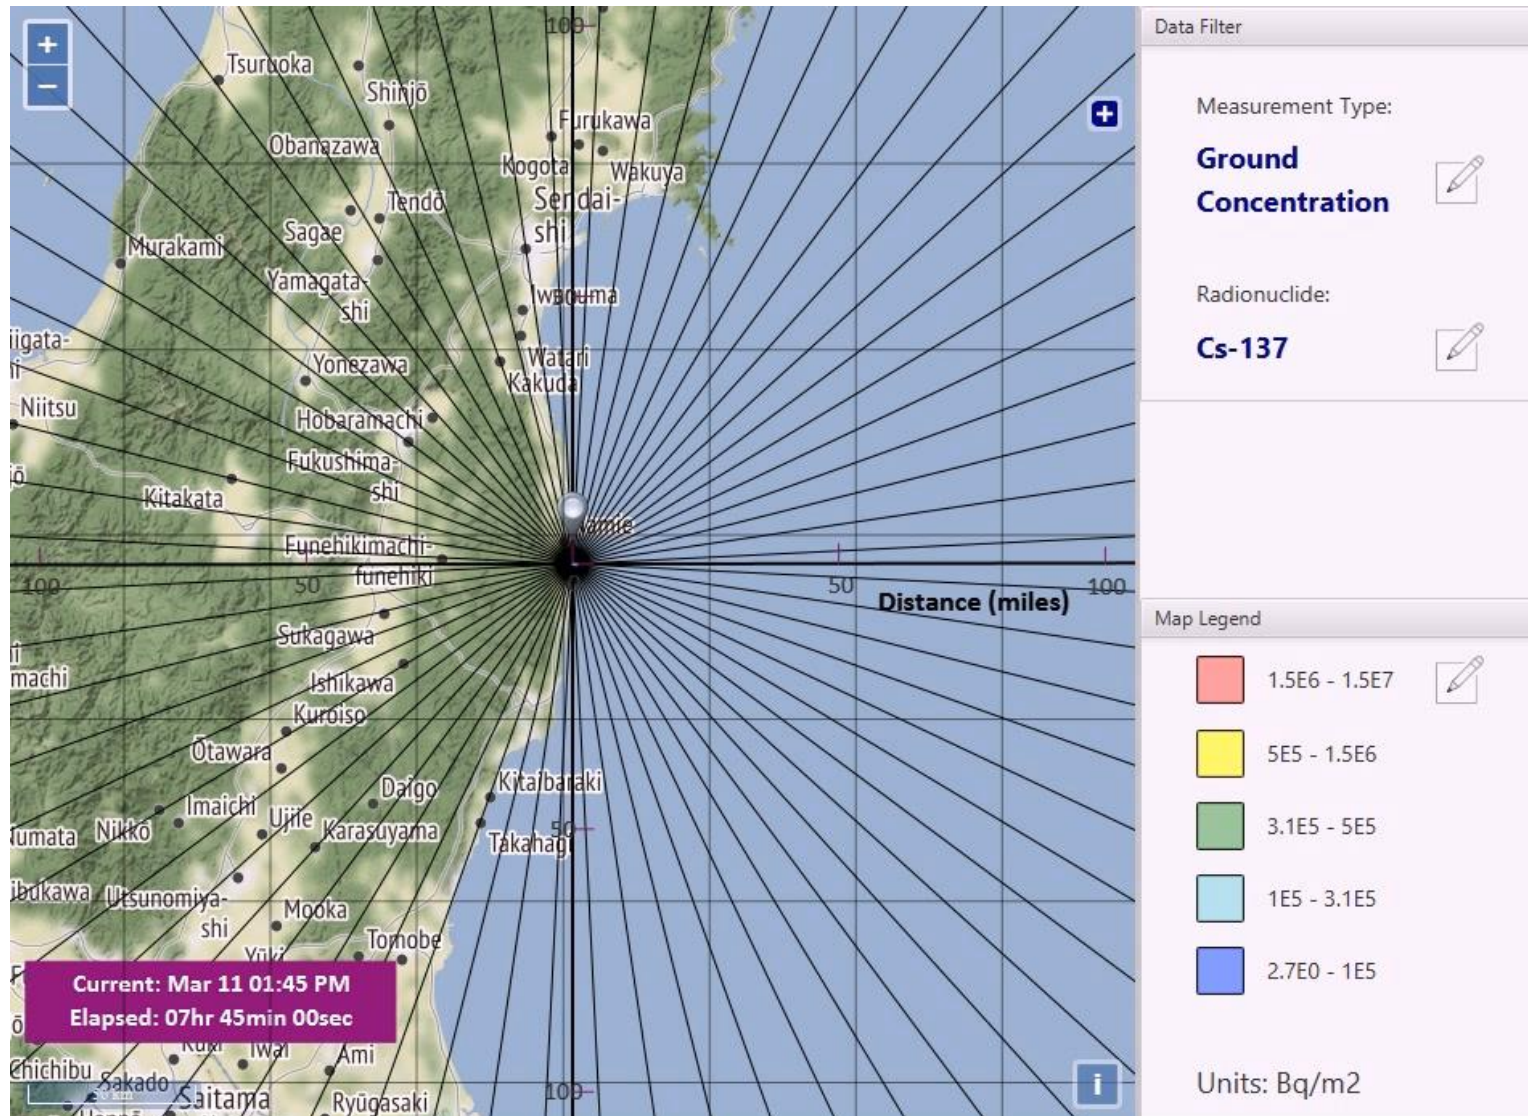 +
−
Tsuruoka
Shinjō
Obanazawa
Furukawa
Kogota
Wakuya
Tendō
Sendai-
shi
Sagae
Murakami
Yamagata-
shi
100
Yonezawa
Watari
Kakuda
Niitsu
Hobaramachi
Fukushima-
shi
Kitakata
Namie
Funehikimachi-
funehiki
100
50
50
100
Distance (miles)
Sukagawa
machi
Ishikawa
Kuroiso
Ōtawara
Kitaibaraki
Daigo
Imaichi
Ujiie
Nikkō
Karasuyama
50
Takahagi
Utsunomiya-
shi
Mooka
Tomobe
Yūki
Current: Mar 11 01:45 PM
Elapsed: 07hr 45min 00sec
Iwai
Ami
Chichibu
Sakado
Saitama
Ryūgasaki
100
i
Data Filter
Measurement Type:
Ground
Concentration
Radionuclide:
Cs-137
Map Legend
1.5E6 - 1.5E7
5E5 - 1.5E6
3.1E5 - 5E5
1E5 - 3.1E5
2.7E0 - 1E5
Units: Bq/m2